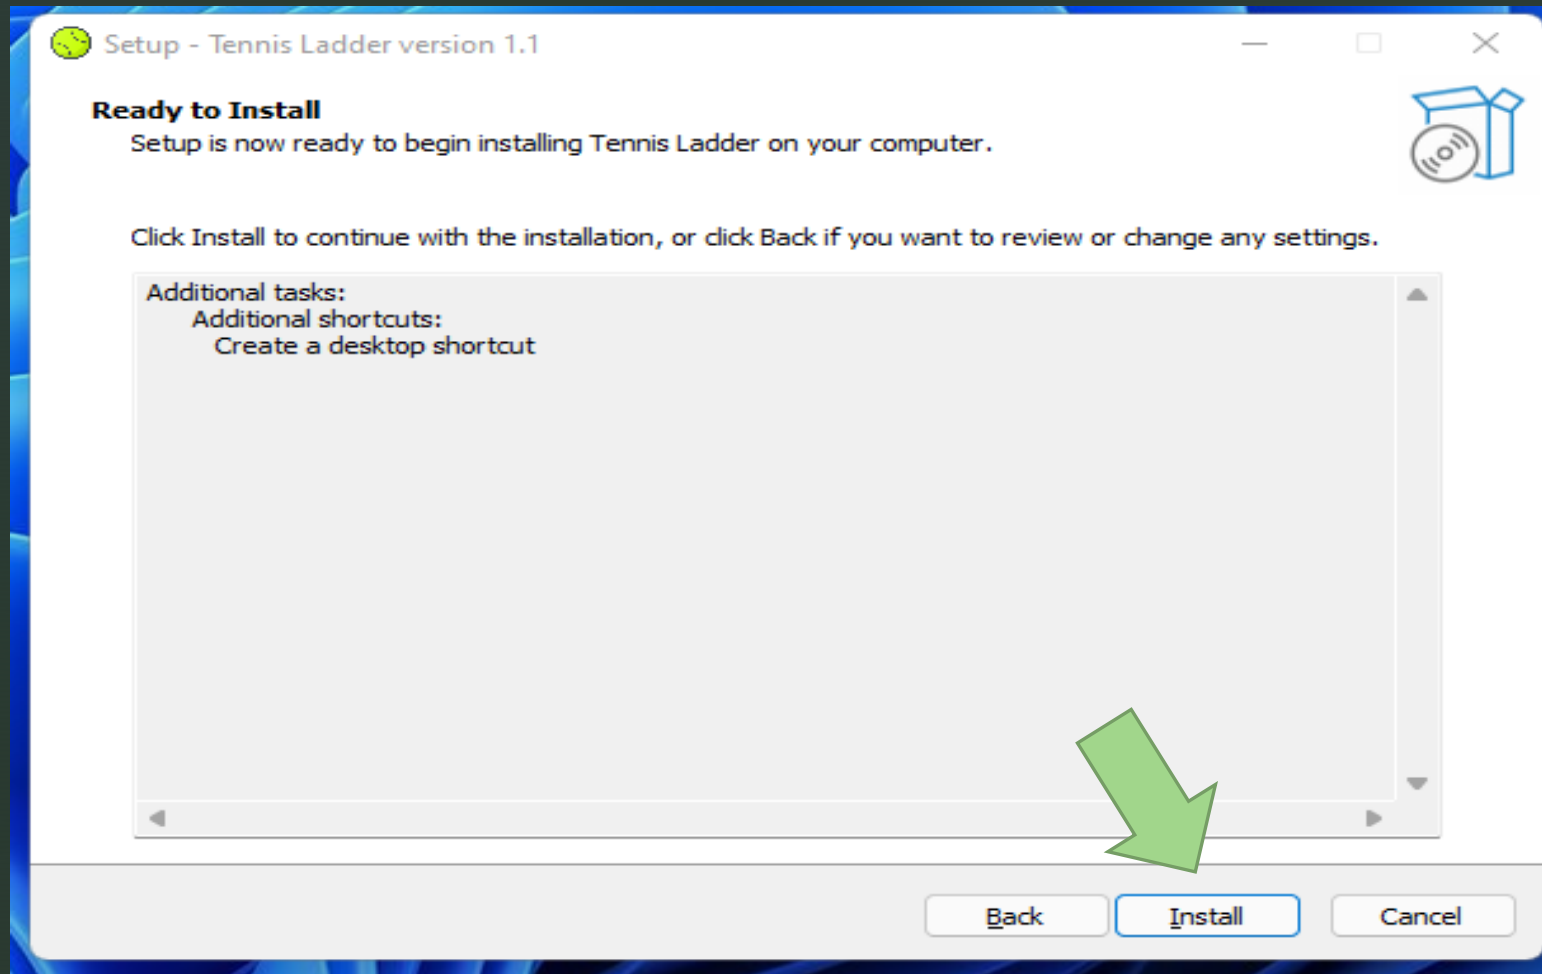 Setup - Tennis Ladder version 1.1
Ready to Install
Setup is now ready to begin installing Tennis Ladder on your computer.
Click Install to continue with the installation, or click Back if you want to review or change any settings.
Additional tasks:
Additional shortcuts:
Create a desktop shortcut
Back Install Cancel